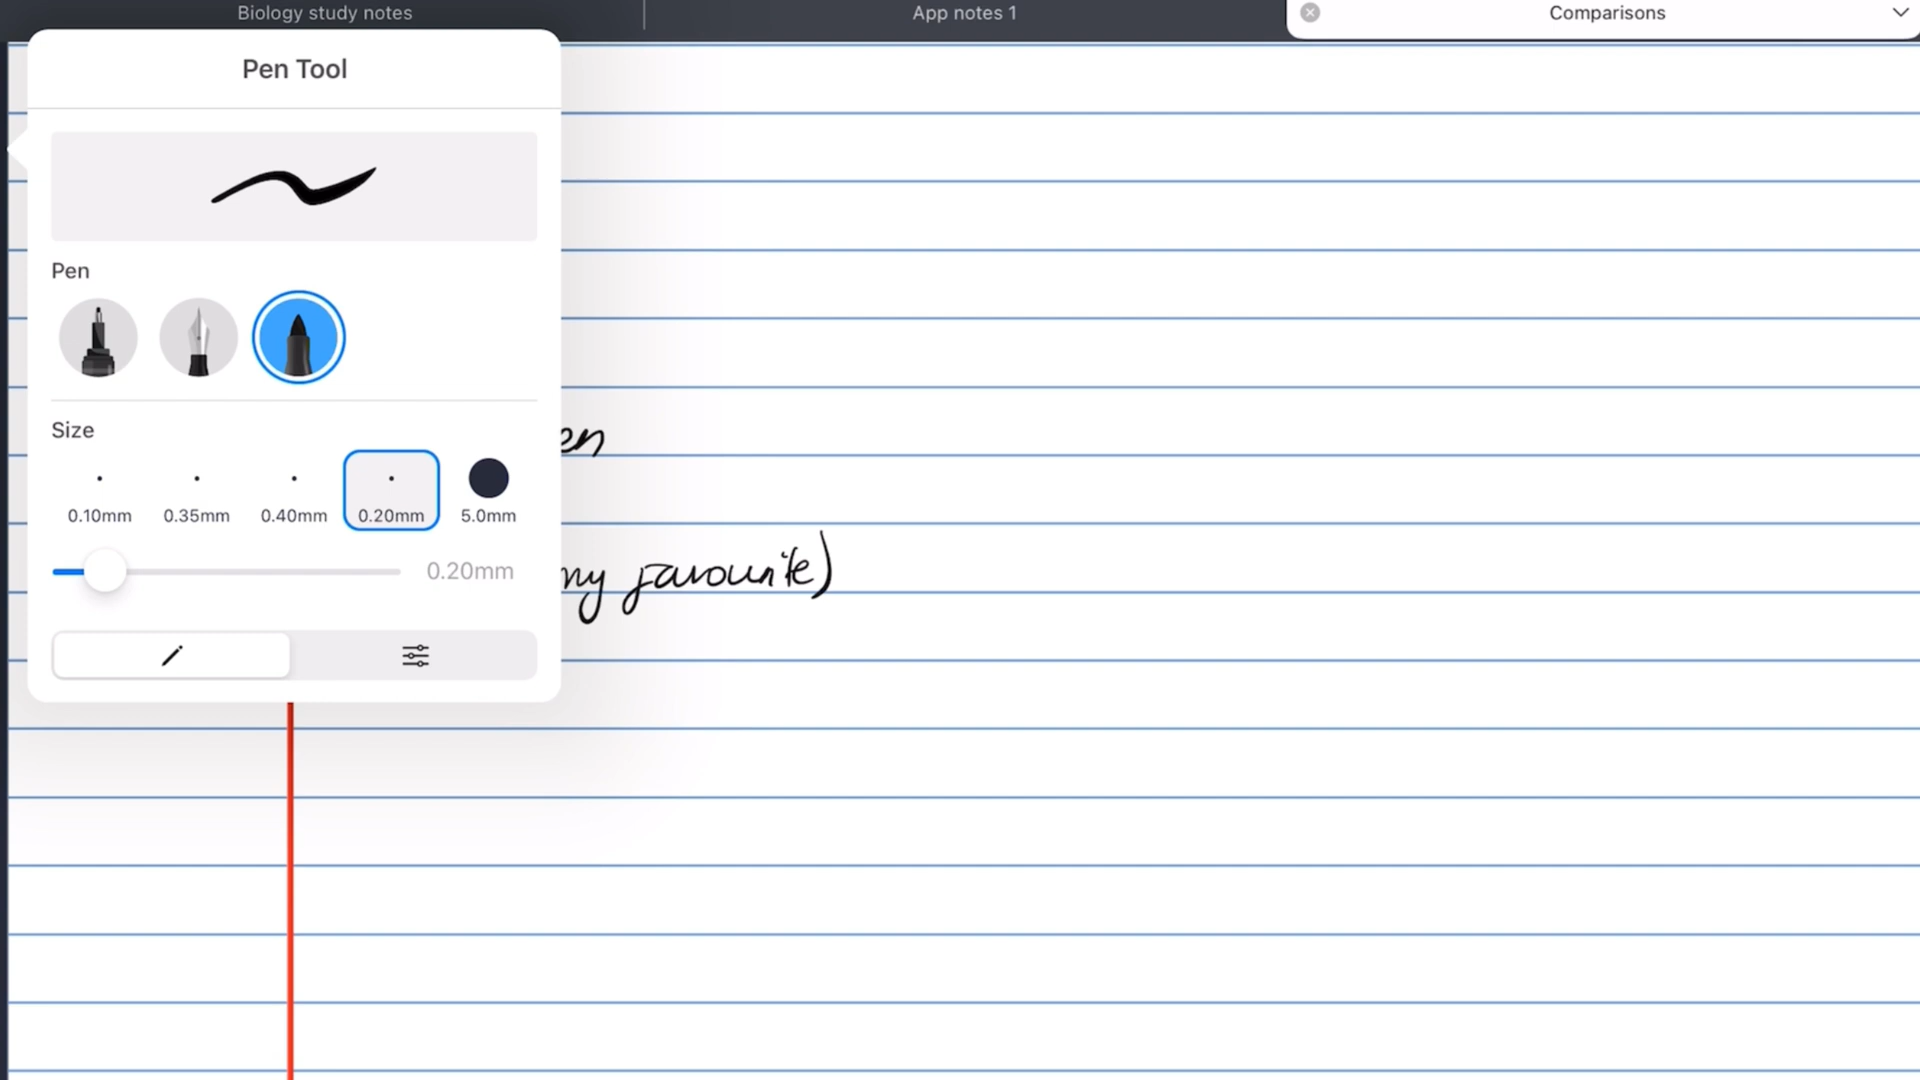 Biology study notes
App notes 1
Comparisons
Pen Tool
Pen
Size
0.10mm
0.35mm
0.40mm
0.20mm
5.0mm
0.20mm
en
my favourite)